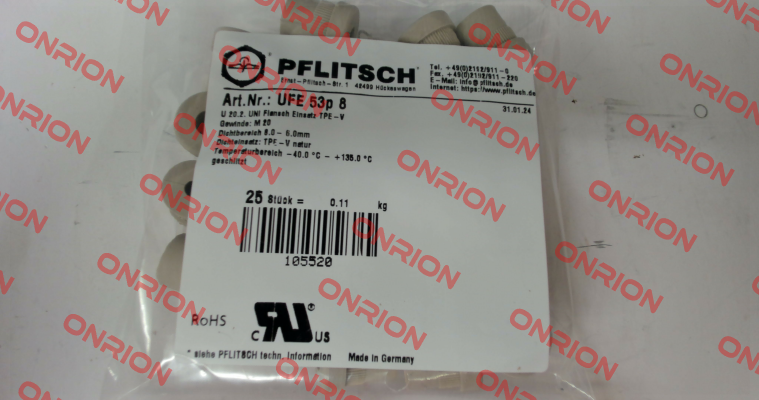 PFLITSCH
Ernst-Pflitsch-Str. 1 42499 Hückeswagen
Tel. +49(0)2192/911-0
Fax. +49(0)2192/911-220
E-Mail: info@pflitsch.de
Internet: https://www.pflitsch.de
Art.Nr.: UFE 53p 8
31.01.24
U 20.2. UNI Flansch Einsatz TPE-V
Gewinde: M 20
Dichtbereich 8.0- 5.0mm
Dichteinsatz: TPE-V natur
Temperaturbereich -40.0 °C - +135.0 °C
geschlitzt
25 Stück = 0.11 kg
105520
RoHS
c RU ® US
* siehe PFLITSCH techn. information
Made in Germany
ONRION